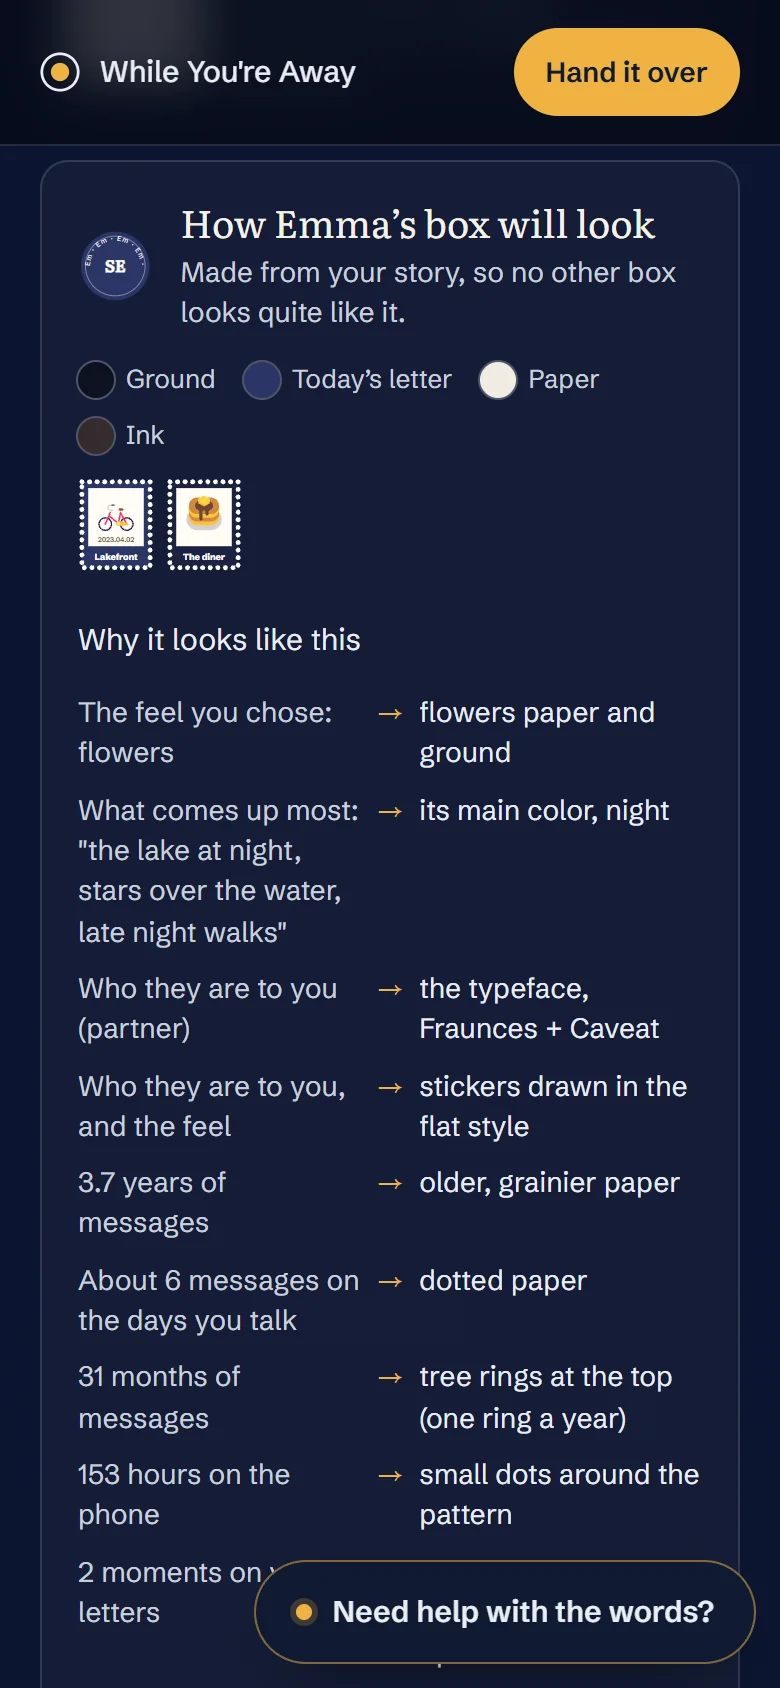 While You're Away
Hand it over
How Emma's box will look
Made from your story, so no other box
looks quite like it.
Em · Em · Em · Em ·
SE
Ground
Today's letter
Paper
Ink
2023.04.02
Lakefront
The diner
Why it looks like this
The feel you chose: → flowers paper and
flowers ground
What comes up most: → its main color, night
"the lake at night,
stars over the water,
late night walks"
Who they are to you → the typeface,
(partner) Fraunces + Caveat
Who they are to you, → stickers drawn in the
and the feel flat style
3.7 years of → older, grainier paper
messages
About 6 messages on → dotted paper
the days you talk
31 months of → tree rings at the top
messages (one ring a year)
153 hours on the → small dots around the
phone pattern
2 moments on
letters
Need help with the words?